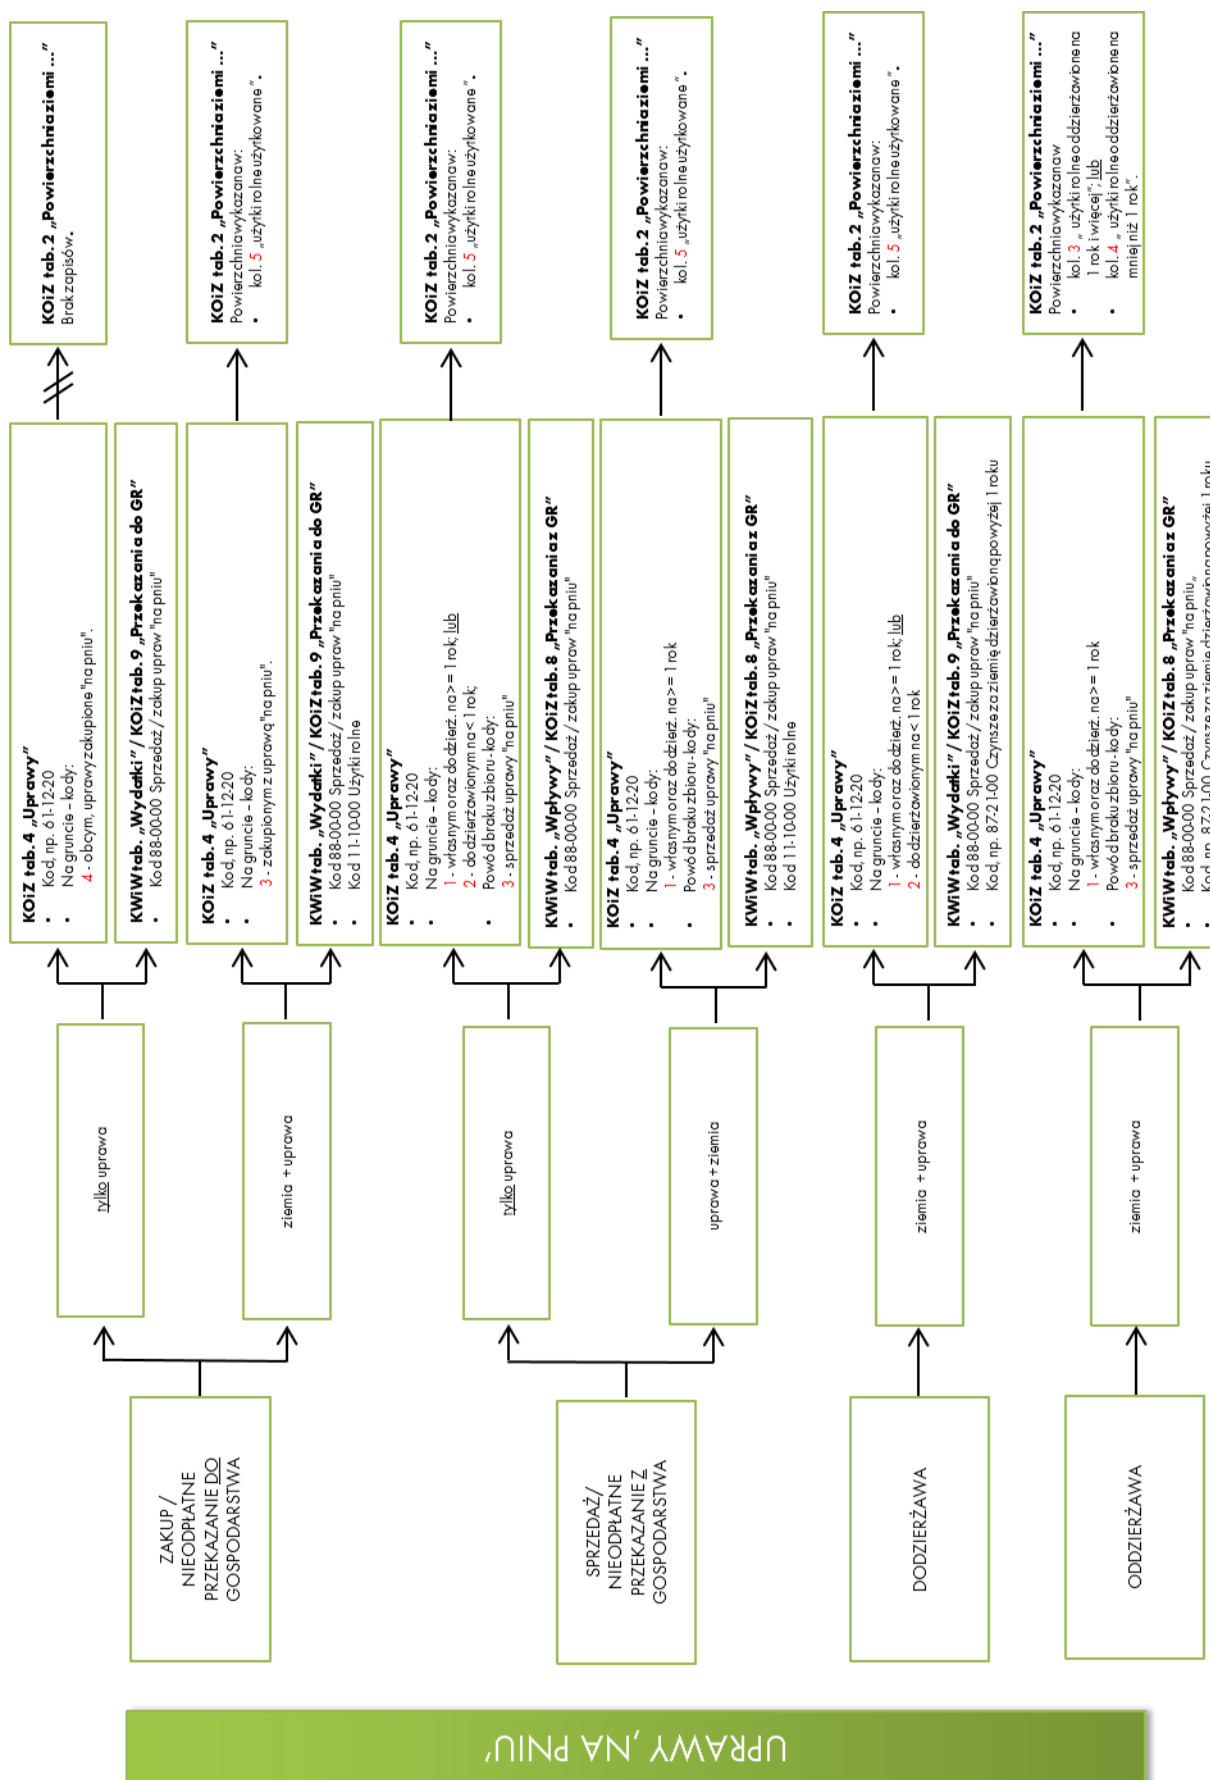 UPRAWY ‚NA PNIU’
ZAKUP /
NIEODPŁATNE
PRZEKAZANIE DO
GOSPODARSTWA
tylko uprawa
KOiZ tab.4 „Uprawy”
• Kod, np. 61-12-20
• Na gruncie – kody:
4 - obcym, uprawy zakupione "na pniu".
KOiZ tab.2 „Powierzchnia ziemi ...”
Brak zapisów.
KWiW tab. „Wydatki” / KOiZ tab.9 „Przekazania do GR”
• Kod 88-00-00 Sprzedaż / zakup upraw "na pniu"
ziemia + uprawa
KOiZ tab.4 „Uprawy”
• Kod, np. 61-12-20
• Na gruncie – kody:
3 - zakupionym z uprawą "na pniu".
KOiZ tab.2 „Powierzchnia ziemi ...”
Powierzchnia wykazana w:
• kol. 5 „użytki rolne użytkowane”.
KWiW tab. „Wydatki” / KOiZ tab.9 „Przekazania do GR”
• Kod 88-00-00 Sprzedaż / zakup upraw "na pniu"
• Kod 11-10-00 Użytki rolne
SPRZEDAŻ/
NIEODPŁATNE
PRZEKAZANIE Z
GOSPODARSTWA
tylko uprawa
KOiZ tab.4 „Uprawy”
• Kod, np. 61-12-20
• Na gruncie – kody:
1 - własnym oraz dodzierż. na >= 1 rok; lub
2 - dodzierżawionym na < 1 rok;
• Powód braku zbioru - kody:
3 - sprzedaż uprawy "na pniu"
KOiZ tab.2 „Powierzchnia ziemi ...”
Powierzchnia wykazana w:
• kol. 5 „użytki rolne użytkowane”.
KWiW tab. „Wpływy” / KOiZ tab.8 „Przekazania z GR”
• Kod 88-00-00 Sprzedaż / zakup upraw "na pniu"
uprawa + ziemia
KOiZ tab.4 „Uprawy”
• Kod, np. 61-12-20
• Na gruncie – kody:
1 - własnym oraz dodzierż. na >= 1 rok
• Powód braku zbioru - kody:
3 - sprzedaż uprawy "na pniu"
KOiZ tab.2 „Powierzchnia ziemi ...”
Powierzchnia wykazana w:
• kol. 5 „użytki rolne użytkowane”.
KWiW tab. „Wpływy” / KOiZ tab.8 „Przekazania z GR”
• Kod 88-00-00 Sprzedaż / zakup upraw "na pniu"
• Kod 11-10-00 Użytki rolne
DODZIERŻAWA
ziemia + uprawa
KOiZ tab.4 „Uprawy”
• Kod, np. 61-12-20
• Na gruncie – kody:
1 - własnym oraz dodzierż. na >= 1 rok; lub
2 - dodzierżawionym na < 1 rok
KOiZ tab.2 „Powierzchnia ziemi ...”
Powierzchnia wykazana w:
• kol. 5 „użytki rolne użytkowane”.
KWiW tab. „Wydatki” / KOiZ tab.9 „Przekazania do GR”
• Kod 88-00-00 Sprzedaż / zakup upraw "na pniu"
• Kod, np. 87-21-00 Czynsze za ziemię dzierżawioną powyżej 1 roku
ODDZIERŻAWA
ziemia + uprawa
KOiZ tab.4 „Uprawy”
• Kod, np. 61-12-20
• Na gruncie – kody:
1 - własnym oraz dodzierż. na >= 1 rok
• Powód braku zbioru - kody:
3 - sprzedaż uprawy "na pniu"
KOiZ tab.2 „Powierzchnia ziemi ...”
Powierzchnia wykazana w
• kol. 3 „ użytki rolne oddzierżawione na
1 rok i więcej”; lub
• kol. 4 „ użytki rolne oddzierżawione na
mniej niż 1 rok”.
KWiW tab. „Wpływy” / KOiZ tab.8 „Przekazania z GR”
• Kod 88-00-00 Sprzedaż / zakup upraw "na pniu„
• Kod, np. 87-21-00 Czynsze za ziemię dzierżawioną powyżej 1 roku